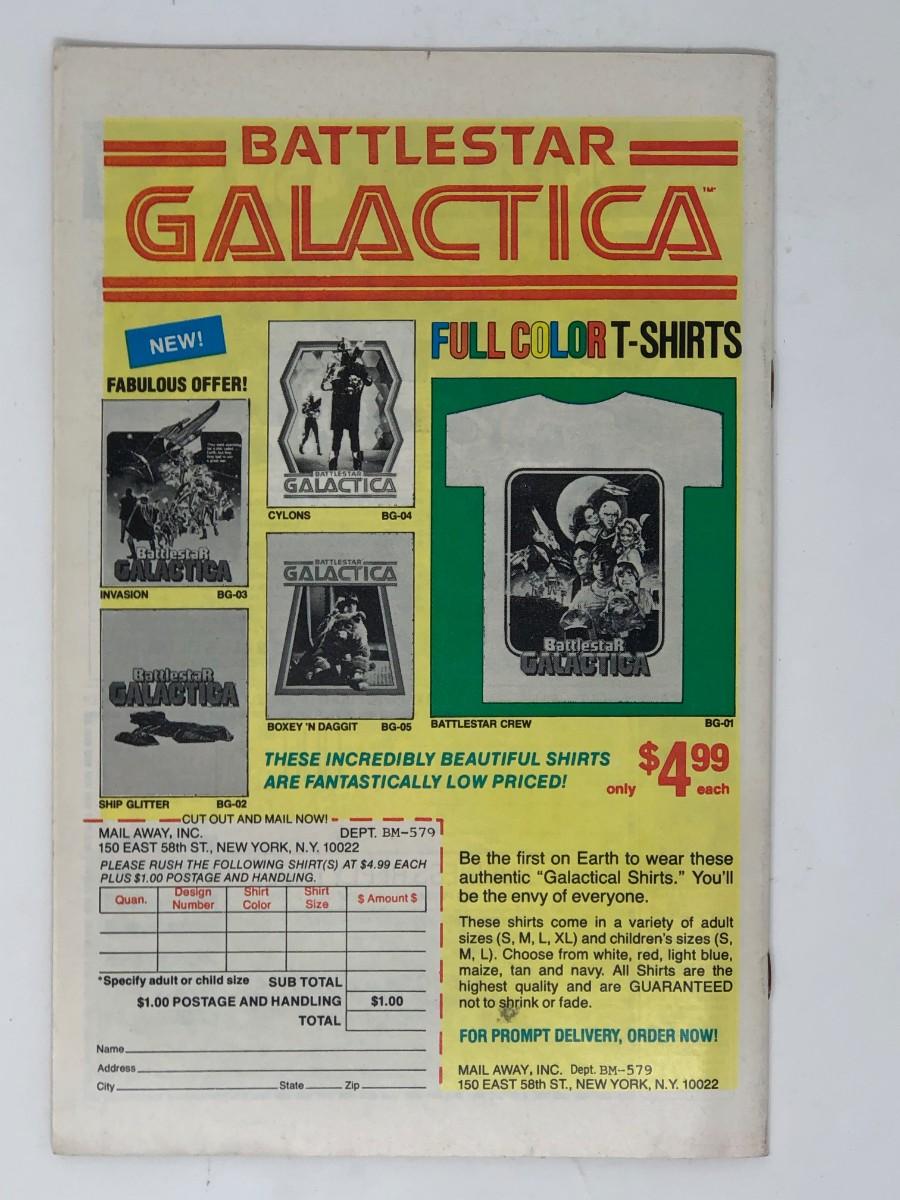 BATTLESTAR
GALACTICA™
NEW!
FABULOUS OFFER!
FULL COLOR T-SHIRTS
BattlestaR
GALACTICA
INVASION BG-03
BATTLESTAR
GALACTICA
CYLONS BG-04
BattlestaR
GALACTICA
SHIP GLITTER BG-02
BATTLESTAR
GALACTICA
BOXEY 'N DAGGIT BG-05
BattlestaR
GALACTICA
BATTLESTAR CREW BG-01
THESE INCREDIBLY BEAUTIFUL SHIRTS
ARE FANTASTICALLY LOW PRICED!
only $4.99 each
CUT OUT AND MAIL NOW!
MAIL AWAY, INC. DEPT. BM-579
150 EAST 58th ST., NEW YORK, N.Y. 10022
PLEASE RUSH THE FOLLOWING SHIRT(S) AT $4.99 EACH
PLUS $1.00 POSTAGE AND HANDLING.
Quan. Design Number Shirt Color Shirt Size $ Amount $
*Specify adult or child size SUB TOTAL
$1.00 POSTAGE AND HANDLING $1.00
TOTAL
Name
Address
City State Zip
Be the first on Earth to wear these
authentic “Galactical Shirts.” You'll
be the envy of everyone.
These shirts come in a variety of adult
sizes (S, M, L, XL) and children's sizes (S,
M, L). Choose from white, red, light blue,
maize, tan and navy. All Shirts are the
highest quality and are GUARANTEED
not to shrink or fade.
FOR PROMPT DELIVERY, ORDER NOW!
MAIL AWAY, INC. Dept. BM-579
150 EAST 58th ST., NEW YORK, N.Y. 10022